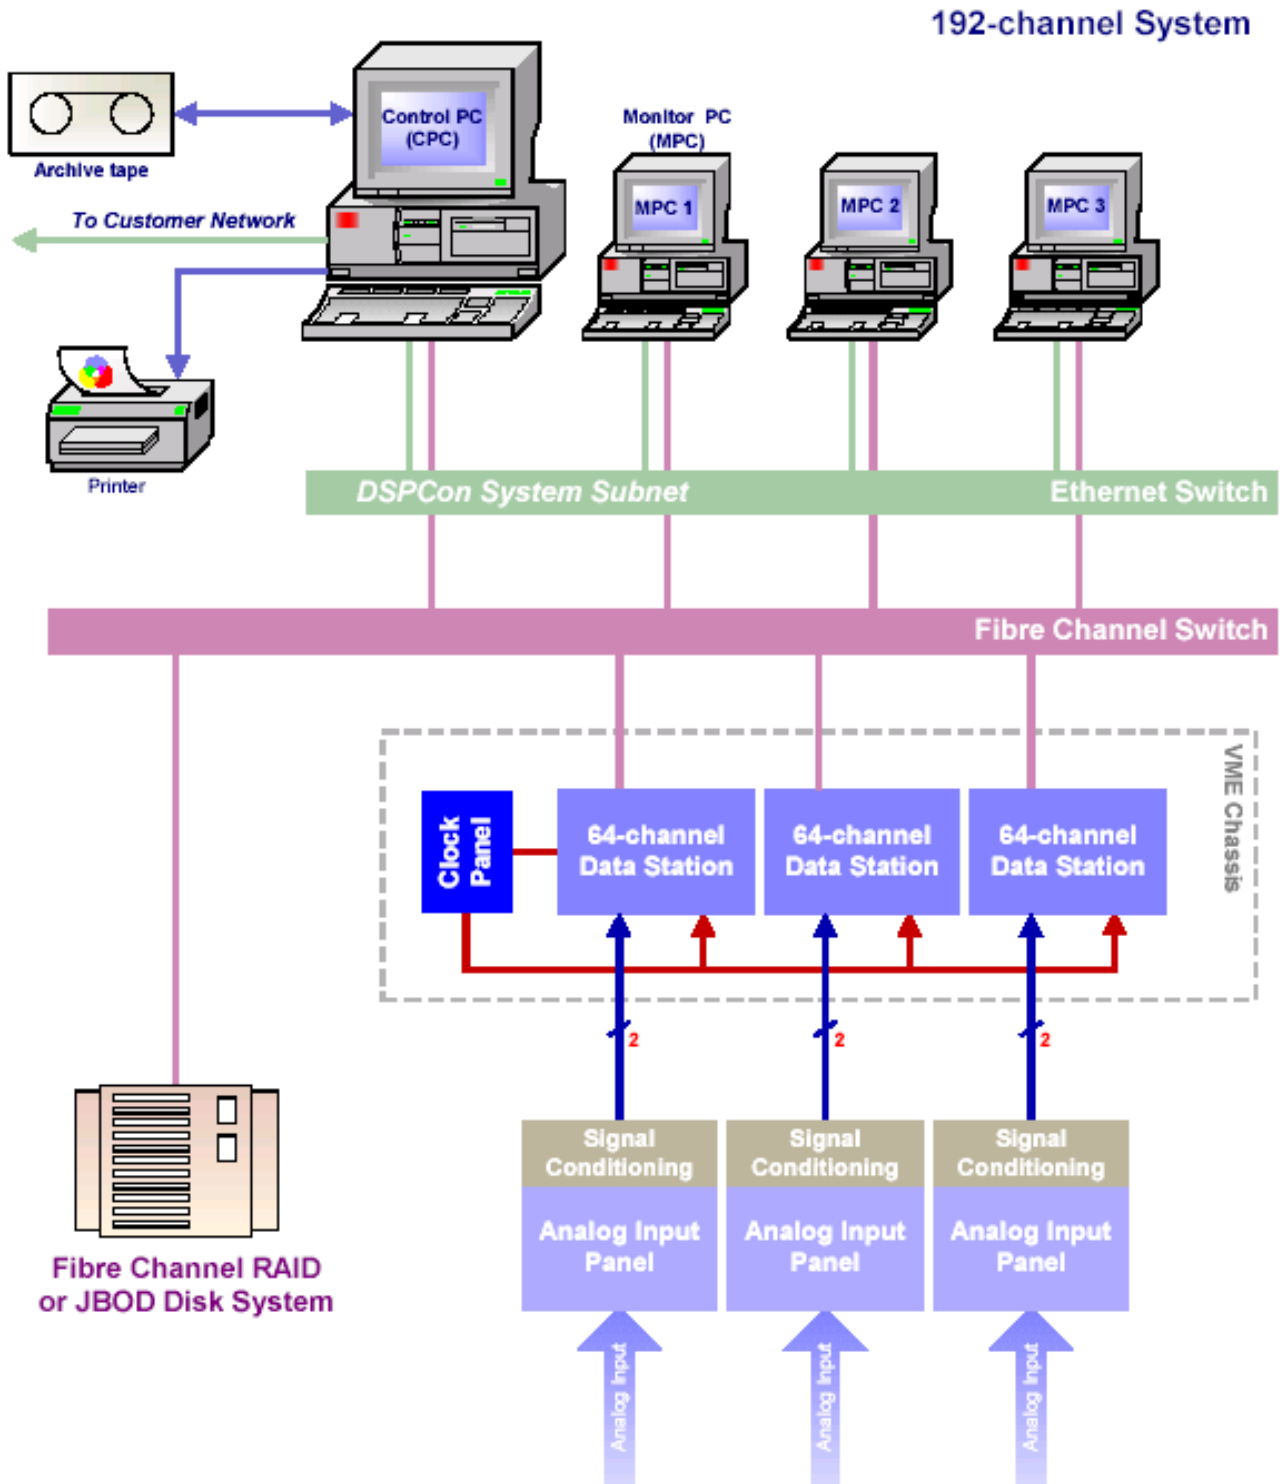 192-channel System
Control PC
(CPC)
Archive tape
Monitor PC
(MPC)
MPC 1
MPC 2
MPC 3
To Customer Network
Printer
DSPCon System Subnet
Ethernet Switch
Fibre Channel Switch
VME Chassis
Clock
Panel
64-channel
Data Station
64-channel
Data Station
64-channel
Data Station
2
2
2
Signal
Conditioning
Signal
Conditioning
Signal
Conditioning
Analog Input
Panel
Analog Input
Panel
Analog Input
Panel
Fibre Channel RAID
or JBOD Disk System
Analog Input
Analog Input
Analog Input